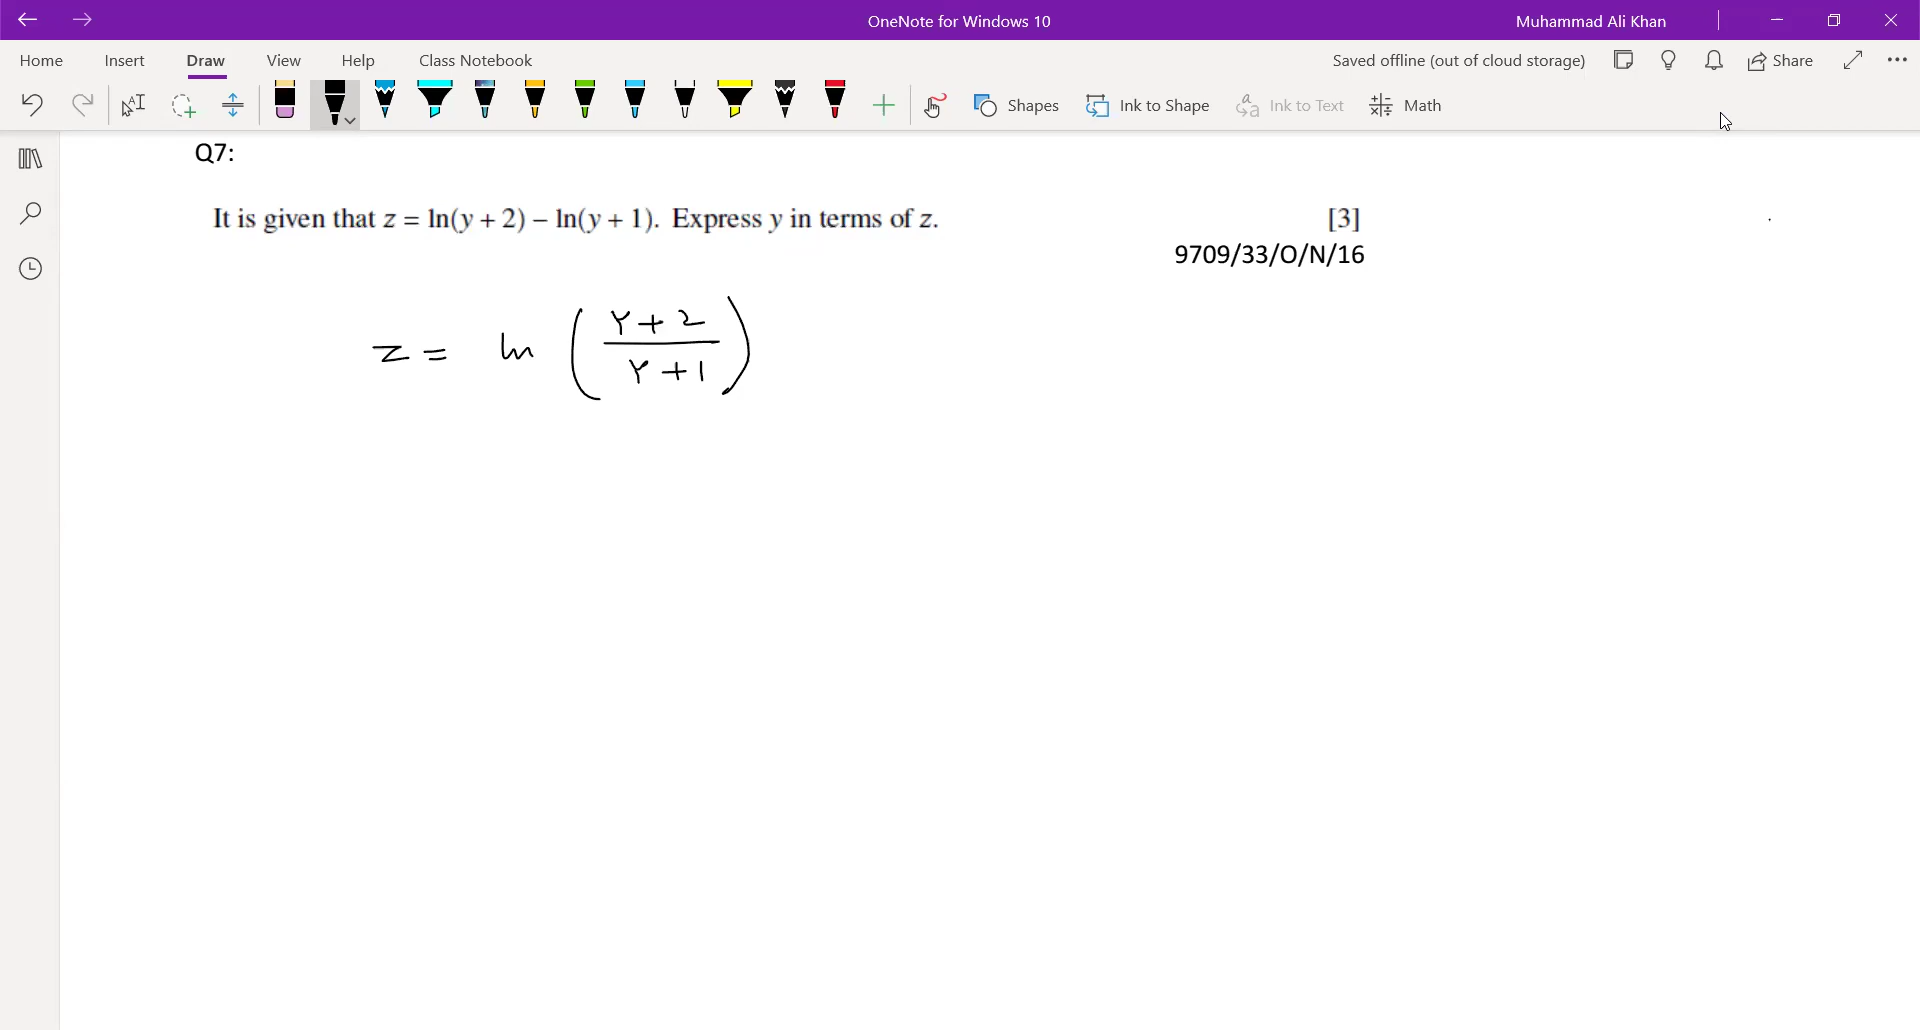 OneNote for Windows 10
Muhammad Ali Khan
Home Insert Draw View Help Class Notebook
Saved offline (out of cloud storage) Share
Shapes Ink to Shape Ink to Text Math
Q7:
It is given that z = ln(y + 2) – ln(y + 1). Express y in terms of z. [3]
9709/33/O/N/16
z = ln ( (y + 2) / (y + 1) )